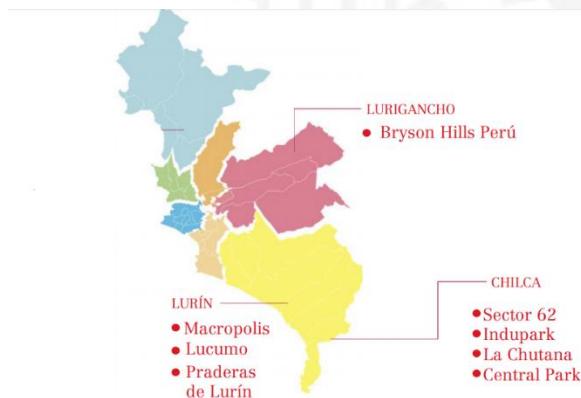 LURIGANCHO
● Bryson Hills Perú
CHILCA
● Sector 62
● Indupark
● La Chutana
● Central Park
LURÍN
● Macropolis
● Lucumo
● Praderas
de Lurín